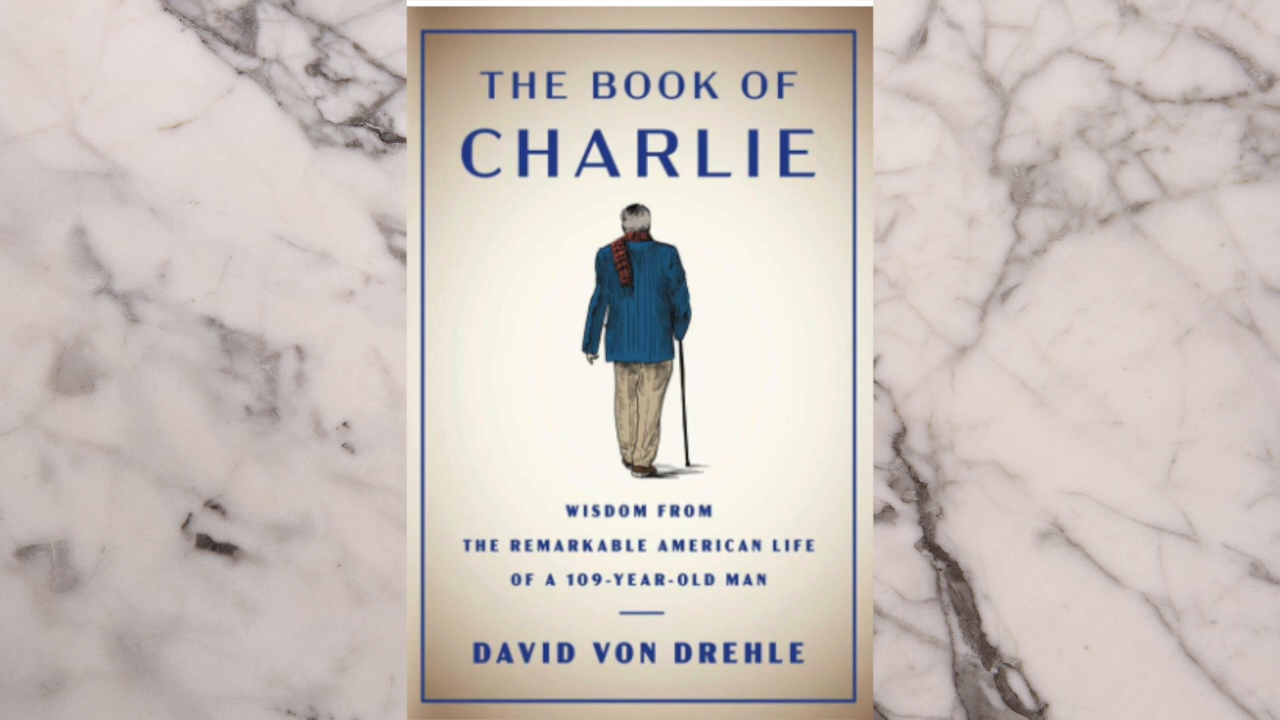 THE BOOK OF
CHARLIE
WISDOM FROM
THE REMARKABLE AMERICAN LIFE
OF A 109-YEAR-OLD MAN
DAVID VON DREHLE